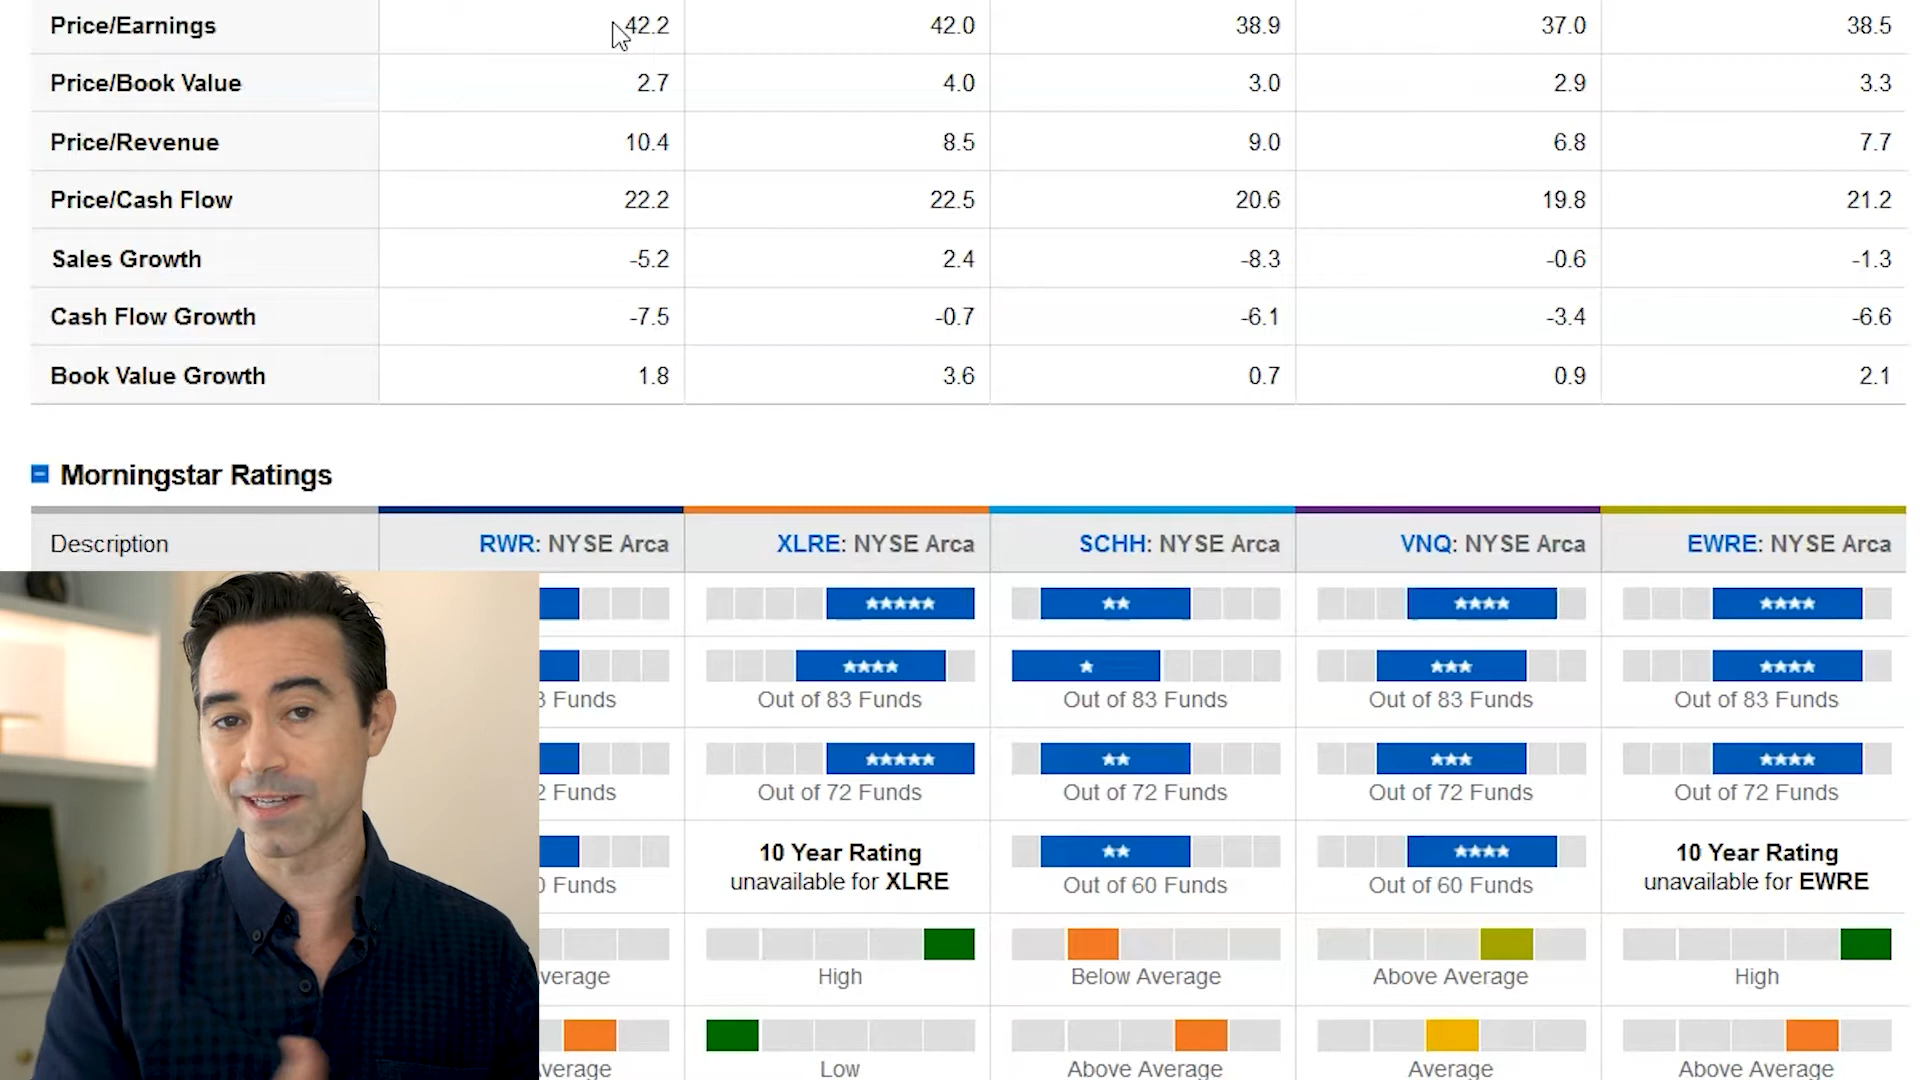 Price/Earnings 42.2 42.0 38.9 37.0 38.5
Price/Book Value 2.7 4.0 3.0 2.9 3.3
Price/Revenue 10.4 8.5 9.0 6.8 7.7
Price/Cash Flow 22.2 22.5 20.6 19.8 21.2
Sales Growth -5.2 2.4 -8.3 -0.6 -1.3
Cash Flow Growth -7.5 -0.7 -6.1 -3.4 -6.6
Book Value Growth 1.8 3.6 0.7 0.9 2.1
Morningstar Ratings
Description RWR: NYSE Arca XLRE: NYSE Arca SCHH: NYSE Arca VNQ: NYSE Arca EWRE: NYSE Arca
Funds Out of 83 Funds Out of 83 Funds Out of 83 Funds Out of 83 Funds
Funds Out of 72 Funds Out of 72 Funds Out of 72 Funds Out of 72 Funds
10 Year Rating 10 Year Rating
Funds unavailable for XLRE Out of 60 Funds Out of 60 Funds unavailable for EWRE
verage High Below Average Above Average High
verage Low Above Average Average Above Average